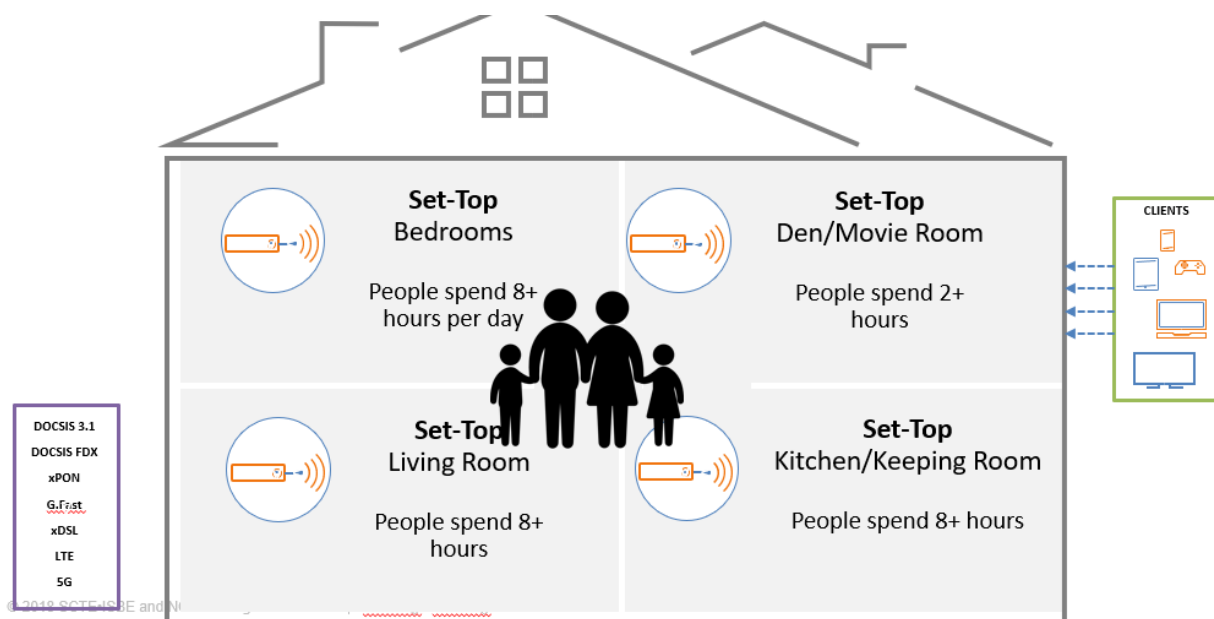 Set-Top
Bedrooms
People spend 8+
hours per day
Set-Top
Den/Movie Room
People spend 2+
hours
CLIENTS
Set-Top
Living Room
People spend 8+
hours
Set-Top
Kitchen/Keeping Room
People spend 8+ hours
DOCSIS 3.1
DOCSIS FDX
xPON
G.Fast
xDSL
LTE
5G
© 2018 SCTE•ISBE and